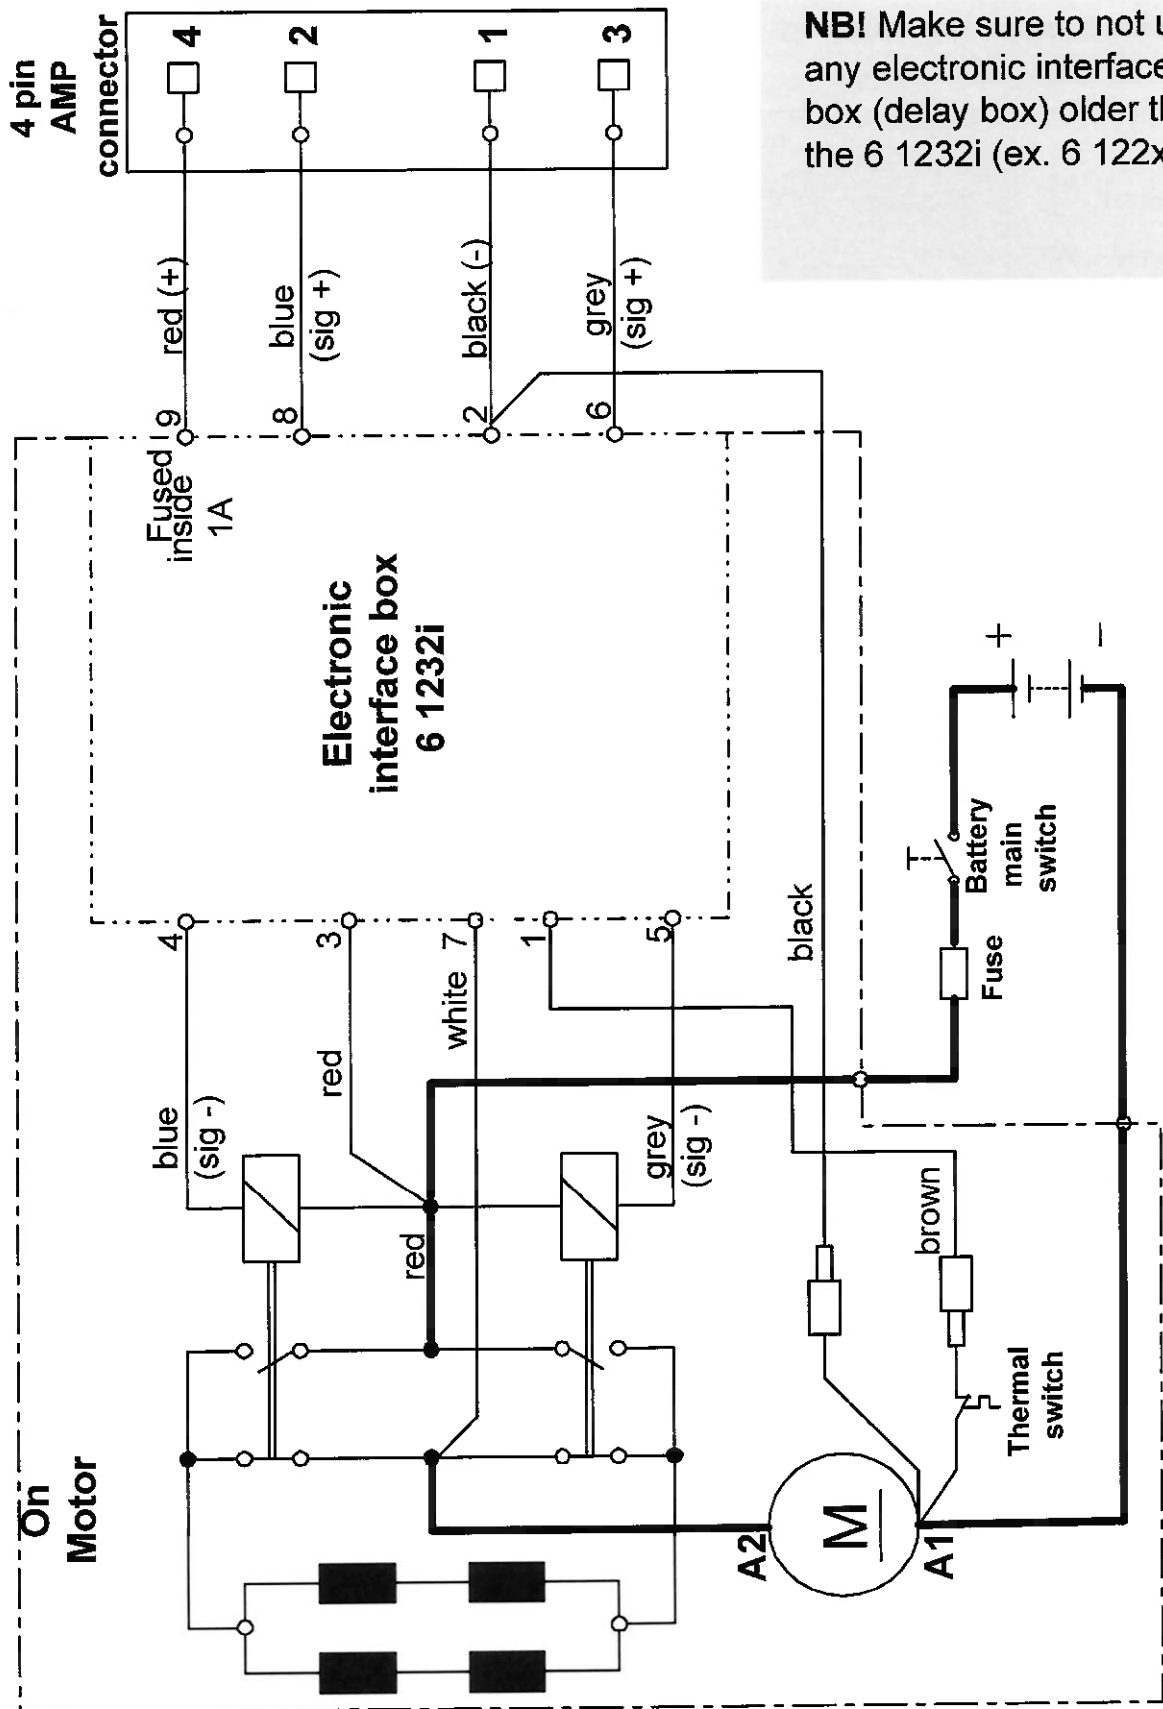 4 pin
AMP
connector
4
2
1
3
NB! Make sure to not
any electronic interface
box (delay box) older
the 6 1232i (ex. 6 122x
red (+)
blue
(sig +)
black (-)
grey
(sig +)
9
8
2
6
Fused
inside
1A
Electronic
interface box
6 1232i
4
3
7
1
5
blue
(sig -)
red
white
grey
(sig -)
black
red
brown
+
-
Battery
main
switch
Fuse
Thermal
switch
On
Motor
M
A2
A1